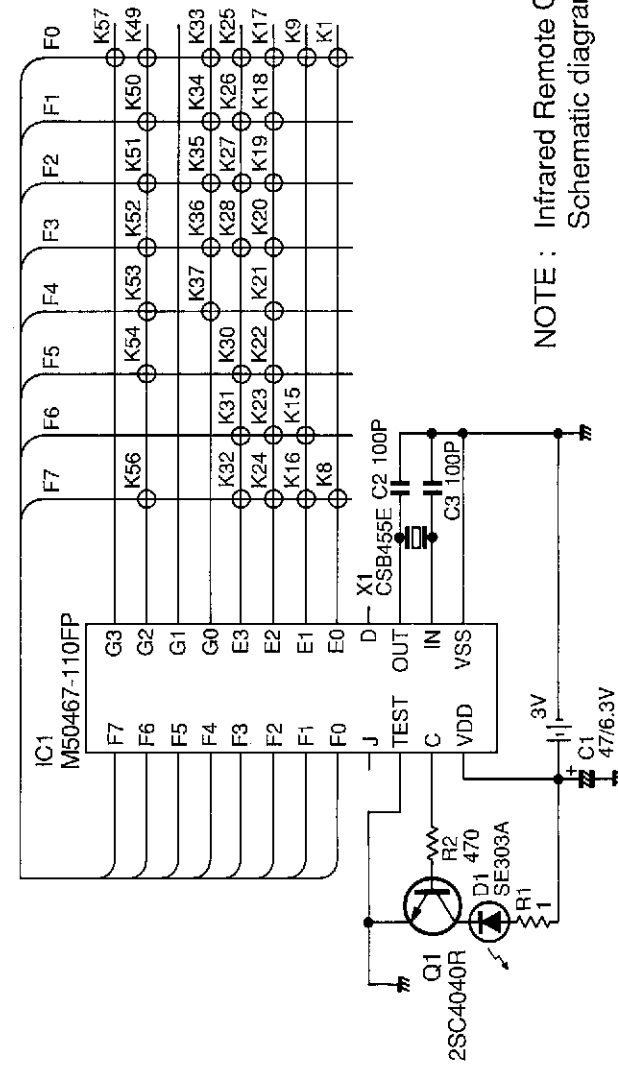 IC1
M50467-110FP
F7
F6
F5
F4
F3
F2
F1
F0
J
TEST
C
VDD
G3
G2
G1
G0
E3
E2
E1
E0
D
OUT
IN
VSS
F7
F6
F5
F4
F3
F2
F1
F0
K57
K56
K54
K53
K52
K51
K50
K49
K37
K36
K35
K34
K33
K32
K31
K30
K28
K27
K26
K25
K24
K23
K22
K21
K20
K19
K18
K17
K16
K15
K9
K8
K1
X1
CSB455E
C2 100P
C3 100P
R2
470
Q1
2SC4040R
D1
SE303A
R1
1
3V
+
C1
47/6.3V
NOTE : Infrared Remote
Schematic